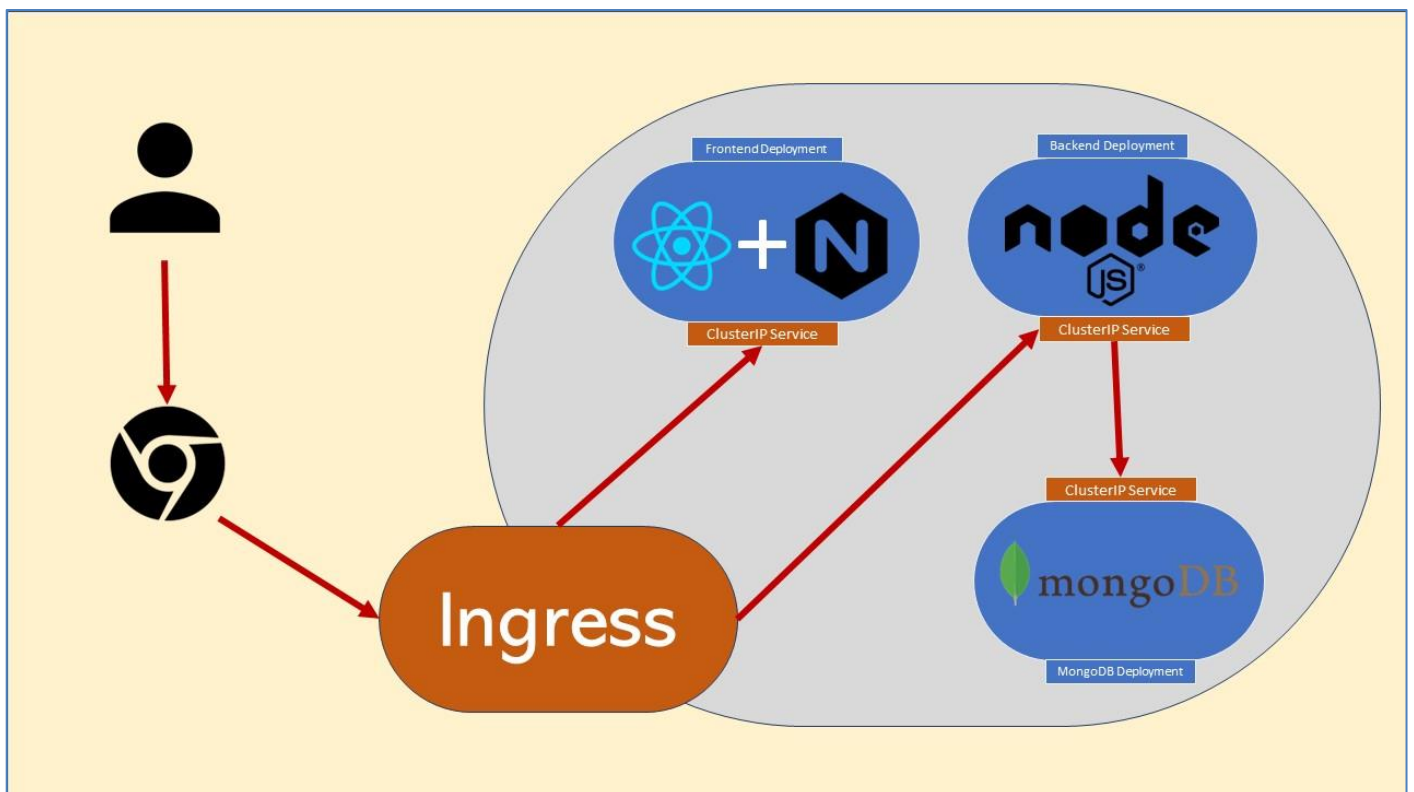 Frontend Deployment
Backend Deployment
N
node
JS
®
ClusterIP Service
ClusterIP Service
ClusterIP Service
mongoDB
MongoDB Deployment
Ingress